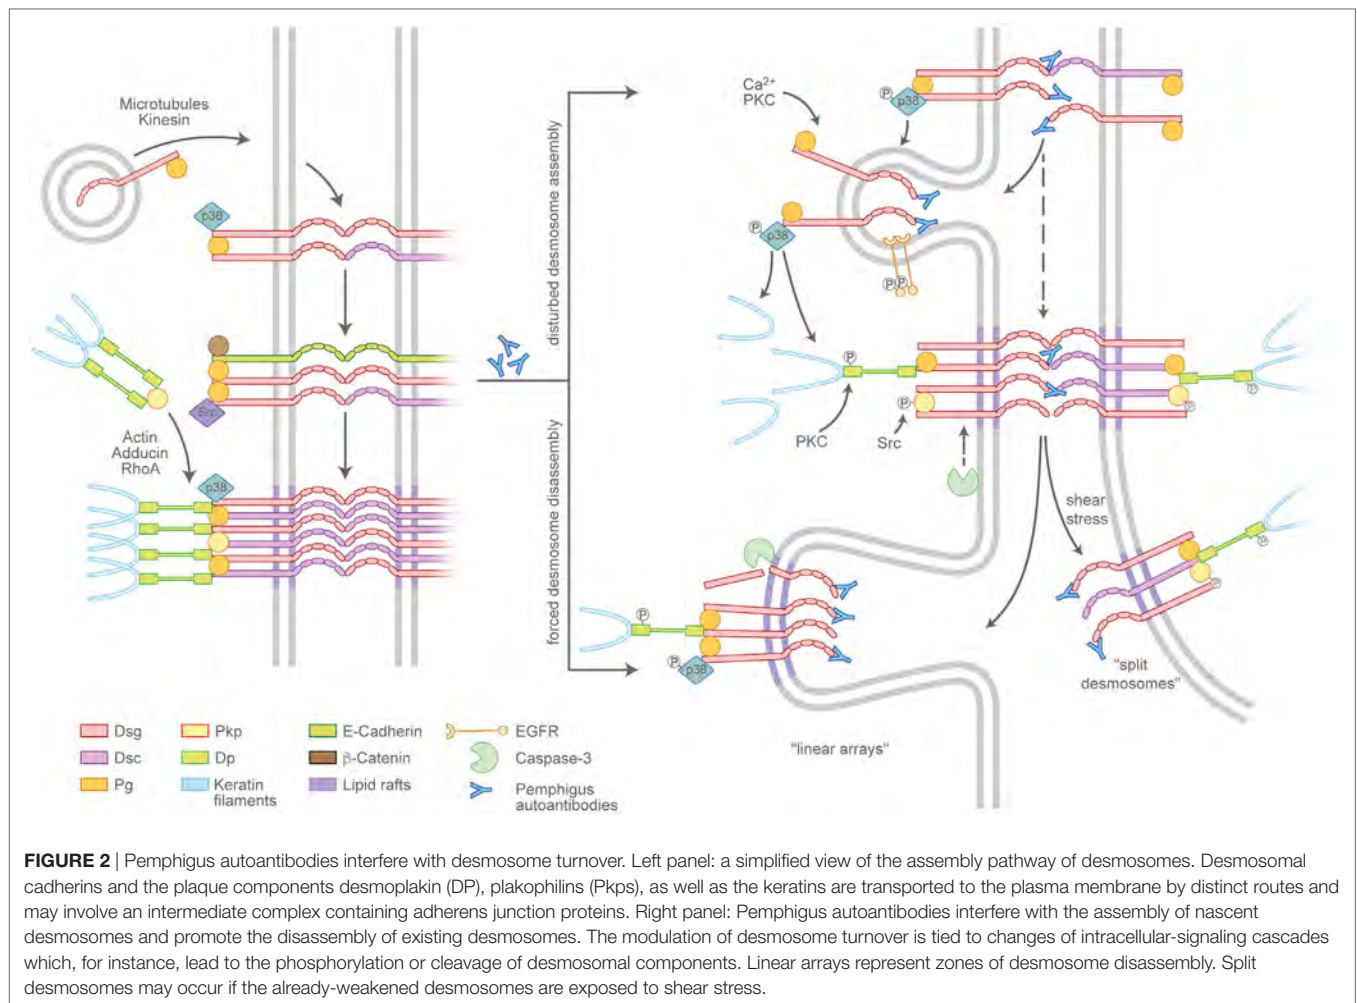 Microtubules
Kinesin
p38
Src
Actin
Adducin
RhoA
p38
disturbed desmosome assembly
forced desmosome disassembly
Ca2+
PKC
P
p38
P
p38
P
P
P
PKC
P
Src
P
P
shear
stress
P
P
P
P
p38
"split
desmosomes"
"linear arrays"
Dsg
Dsc
Pg
Pkp
Dp
Keratin
filaments
E-Cadherin
β-Catenin
Lipid rafts
EGFR
Caspase-3
Pemphigus
autoantibodies
FIGURE 2 | Pemphigus autoantibodies interfere with desmosome turnover. Left panel: a simplified view of the assembly pathway of desmosomes. Desmosomal
cadherins and the plaque components desmoplakin (DP), plakophilins (Pkps), as well as the keratins are transported to the plasma membrane by distinct routes and
may involve an intermediate complex containing adherens junction proteins. Right panel: Pemphigus autoantibodies interfere with the assembly of nascent
desmosomes and promote the disassembly of existing desmosomes. The modulation of desmosome turnover is tied to changes of intracellular-signaling cascades
which, for instance, lead to the phosphorylation or cleavage of desmosomal components. Linear arrays represent zones of desmosome disassembly. Split
desmosomes may occur if the already-weakened desmosomes are exposed to shear stress.